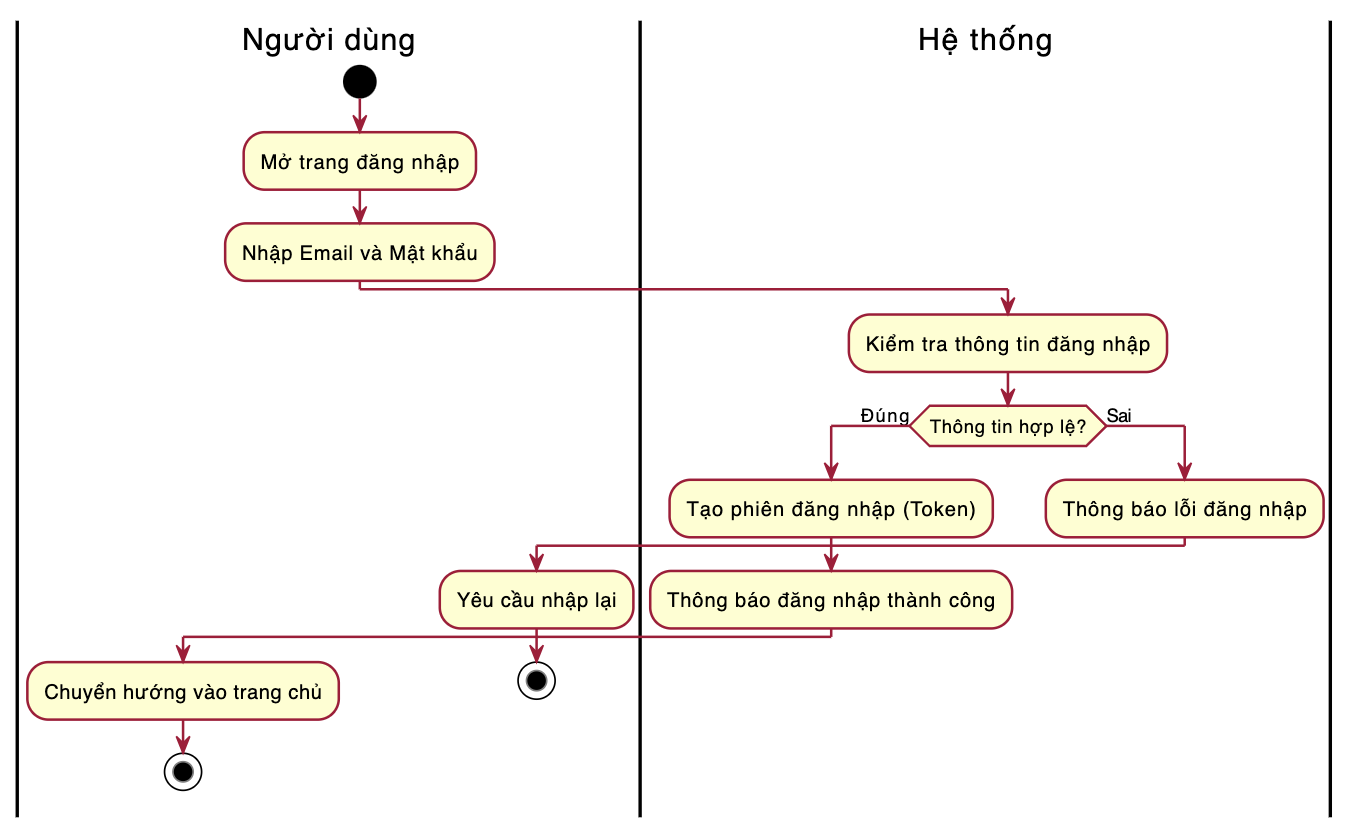 Người dùng
Hệ thống
Mở trang đăng nhập
Nhập Email và Mật khẩu
Kiểm tra thông tin đăng nhập
Đúng
Thông tin hợp lệ?
Sai
Tạo phiên đăng nhập (Token)
Thông báo lỗi đăng nhập
Yêu cầu nhập lại
Thông báo đăng nhập thành công
Chuyển hướng vào trang chủ